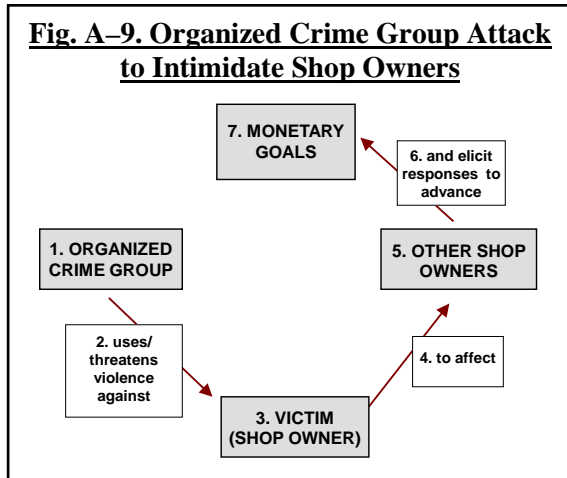 Fig. A–9. Organized Crime Group Attack
to Intimidate Shop Owners
7. MONETARY
GOALS
6. and elicit
responses to
advance
1. ORGANIZED
CRIME GROUP
5. OTHER SHOP
OWNERS
2. uses/
threatens
violence
against
4. to affect
3. VICTIM
(SHOP OWNER)